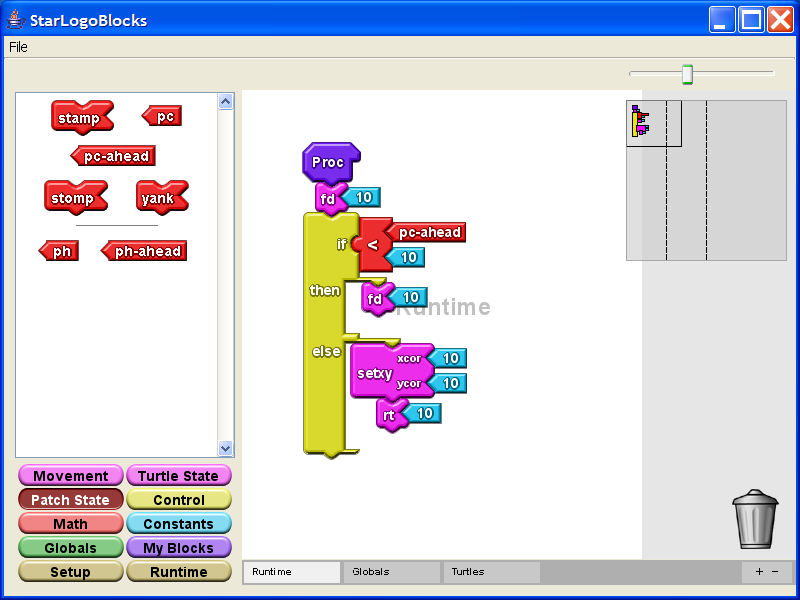 StarLogoBlocks
File
stamp pc
pc-ahead
stomp yank
ph ph-ahead
Movement Turtle State
Patch State Control
Math Constants
Globals My Blocks
Setup Runtime
Proc
fd 10
if < pc-ahead
10
then fd 10
Runtime
else
setxy xcor 10
ycor 10
rt 10
Runtime Globals Turtles + −